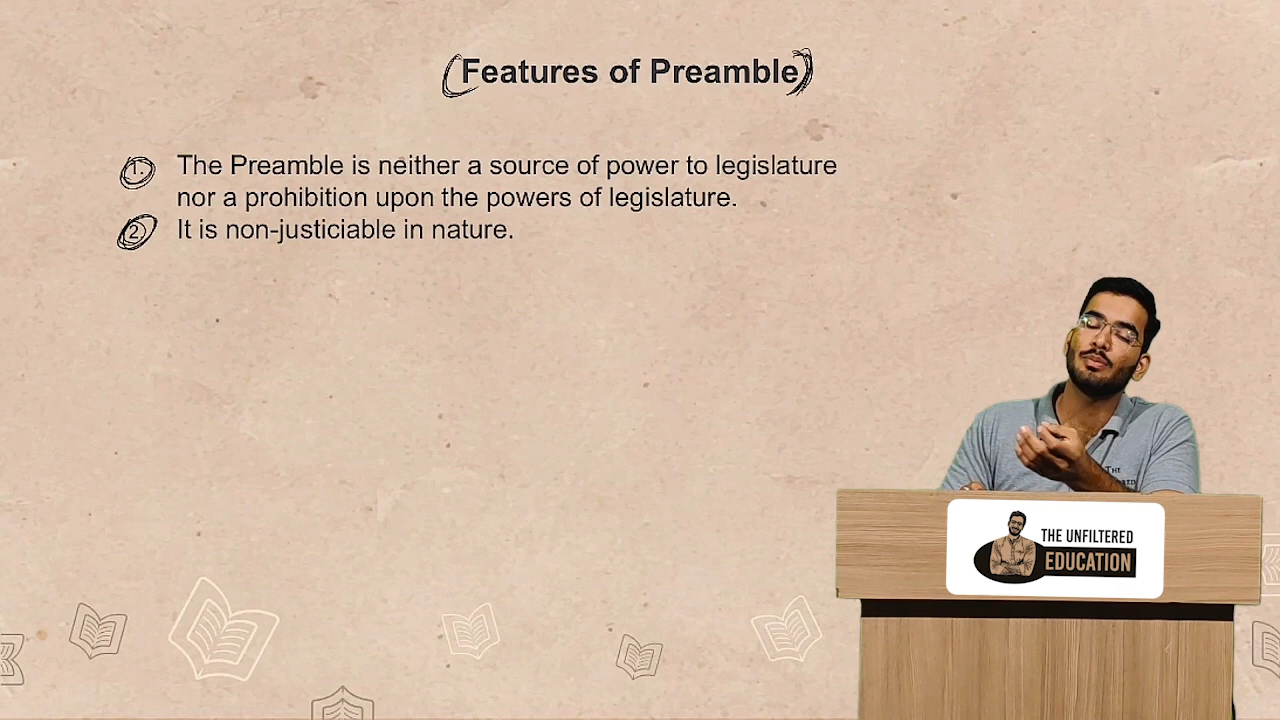 Features of Preamble
1. The Preamble is neither a source of power to legislature
nor a prohibition upon the powers of legislature.
2. It is non-justiciable in nature.
THE
THE UNFILTERED
EDUCATION